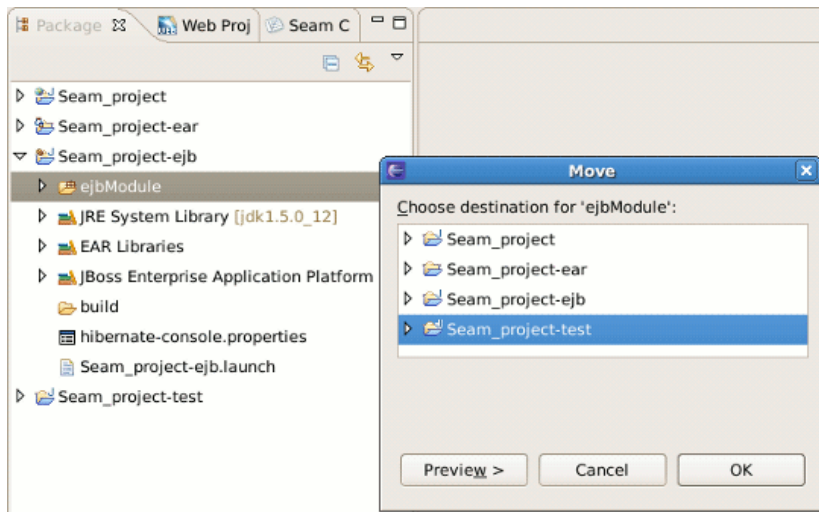 Package Web Proj Seam C
Seam_project
Seam_project-ear
Seam_project-ejb
ejbModule
JRE System Library [jdk1.5.0_12]
EAR Libraries
JBoss Enterprise Application Platform
build
hibernate-console.properties
Seam_project-ejb.launch
Seam_project-test
Move
Choose destination for 'ejbModule':
Seam_project
Seam_project-ear
Seam_project-ejb
Seam_project-test
Preview > Cancel OK